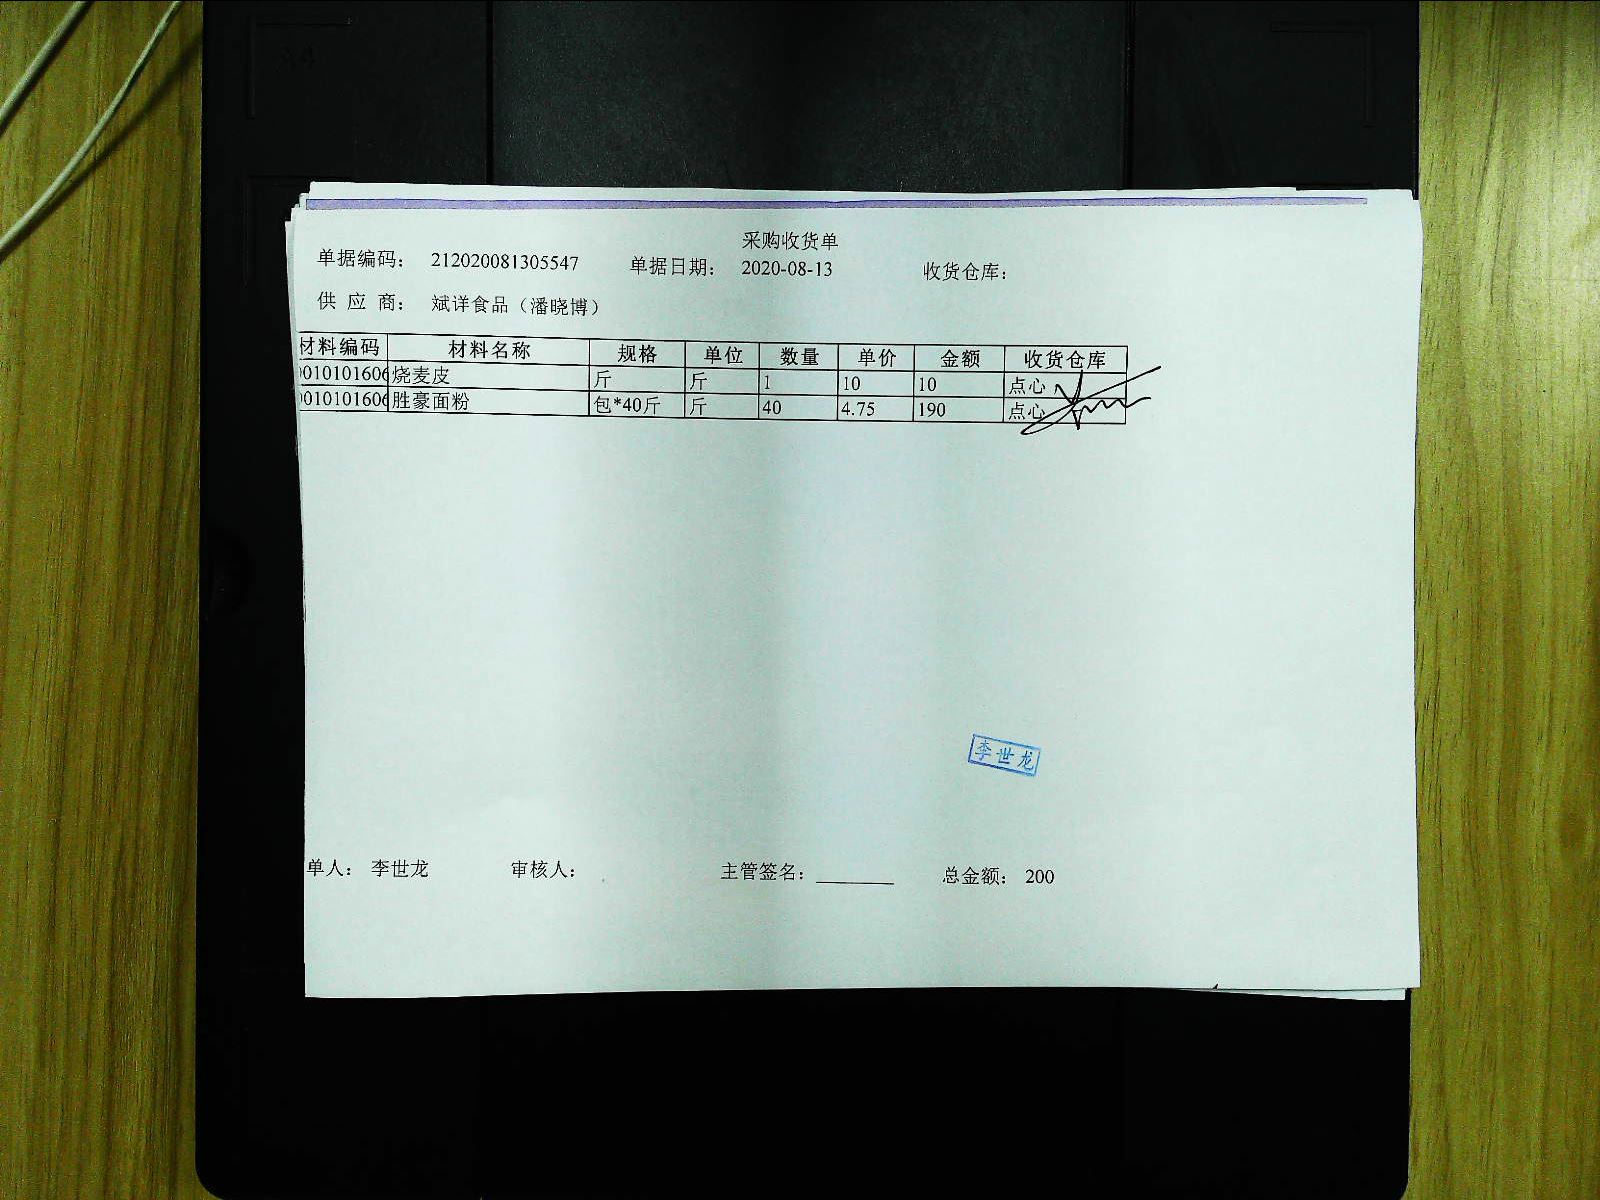 采购收货单
单据编码： 212020081305547 单据日期： 2020-08-13 收货仓库：
供 应 商： 斌详食品（潘晓博）
材料编码 材料名称 规格 单位 数量 单价 金额 收货仓库
010101606 烧麦皮 斤 斤 1 10 10 点心
010101606 胜豪面粉 包*40斤 斤 40 4.75 190 点心
李世龙
单人： 李世龙 审核人： 主管签名：________ 总金额： 200